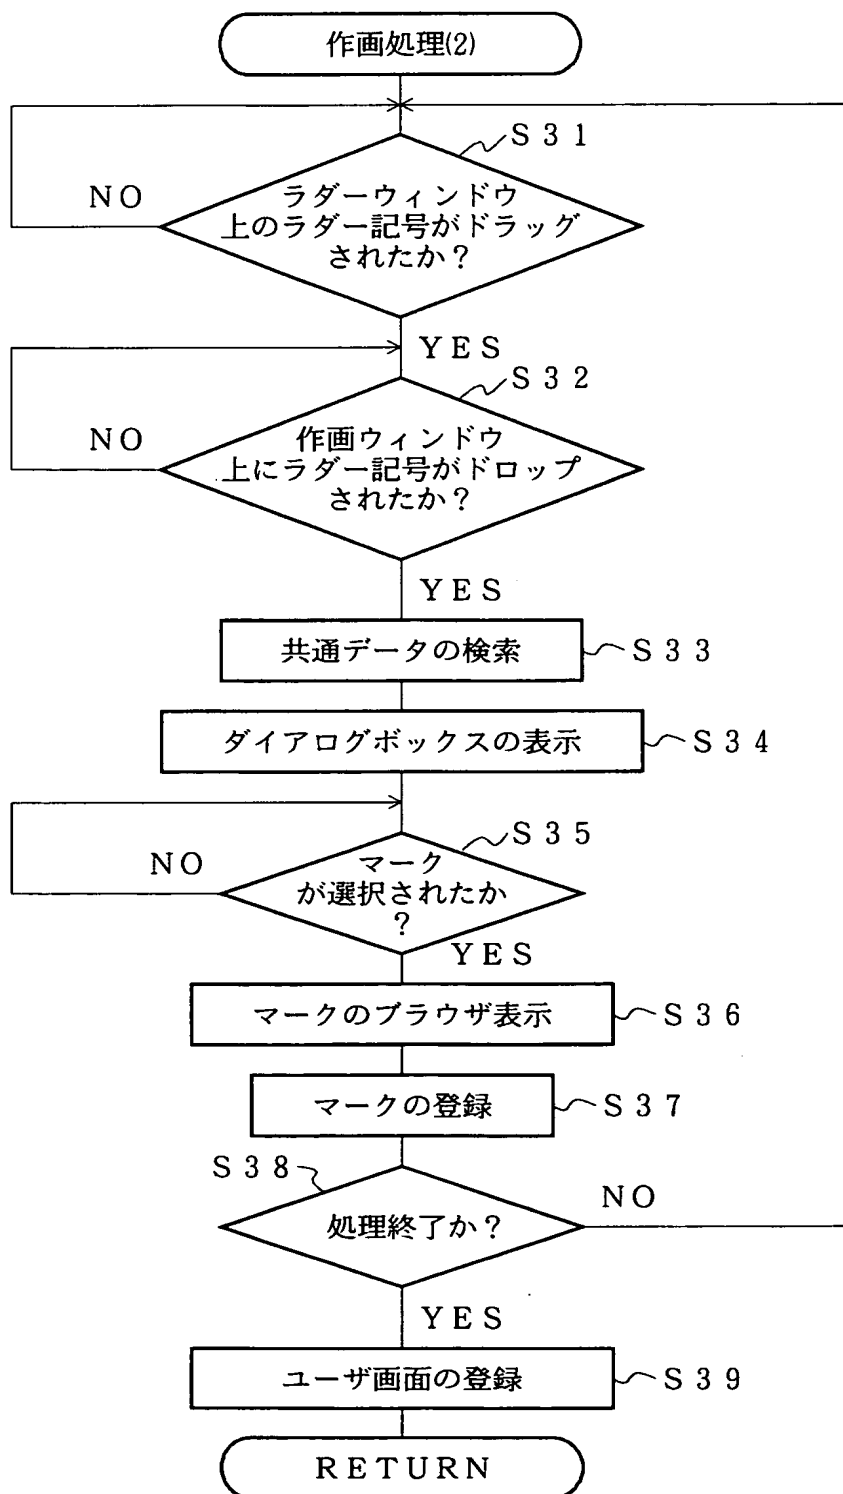 作画処理(2)
S31
NO
ラダーウィンドウ
上のラダー記号がドラッグ
されたか?
YES
S32
NO
作画ウィンドウ
上にラダー記号がドロップ
されたか?
YES
共通データの検索
S33
ダイアログボックスの表示
S34
S35
NO
マーク
が選択されたか
?
YES
マークのブラウザ表示
S36
マークの登録
S37
S38
NO
処理終了か?
YES
ユーザ画面の登録
S39
RETURN